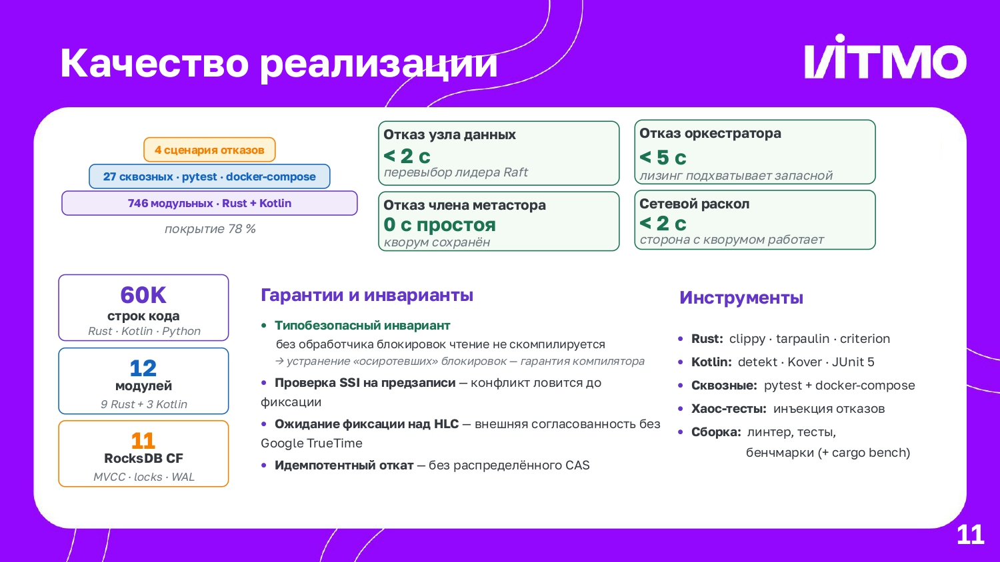 Качество реализации
ИТМО
4 сценария отказов
27 сквозных · pytest · docker-compose
746 модульных · Rust + Kotlin
покрытие 78 %
Отказ узла данных
< 2 с
перевыбор лидера Raft
Отказ оркестратора
< 5 с
лизинг подхватывает запасной
Отказ члена метастора
0 с простоя
кворум сохранён
Сетевой раскол
< 2 с
сторона с кворумом работает
60K
строк кода
Rust · Kotlin · Python
12
модулей
9 Rust + 3 Kotlin
11
RocksDB CF
MVCC · locks · WAL
Гарантии и инварианты
• Типобезопасный инвариант
без обработчика блокировок чтение не скомпилируется
→ устранение «осиротевших» блокировок — гарантия компилятора
• Проверка SSI на предзаписи — конфликт ловится до
фиксации
• Ожидание фиксации над HLC — внешняя согласованность без
Google TrueTime
• Идемпотентный откат — без распределённого CAS
Инструменты
• Rust: clippy · tarpaulin · criterion
• Kotlin: detekt · Kover · JUnit 5
• Сквозные: pytest + docker-compose
• Хаос-тесты: инъекция отказов
• Сборка: линтер, тесты,
бенчмарки (+ cargo bench)
11